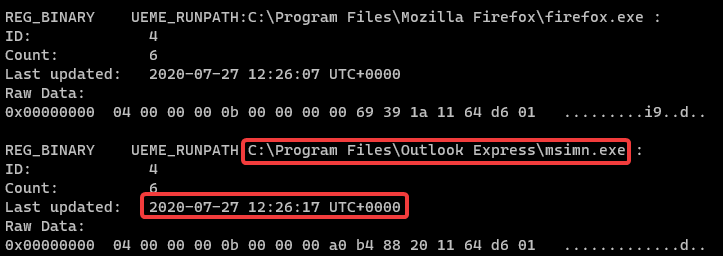 REG_BINARY    UEME_RUNPATH:C:\Program Files\Mozilla Firefox\firefox.exe :
ID:             4
Count:          6
Last updated:   2020-07-27 12:26:07 UTC+0000
Raw Data:
0x00000000  04 00 00 00 0b 00 00 00 00 69 39 1a 11 64 d6 01   .........i9..d..
REG_BINARY    UEME_RUNPATH:C:\Program Files\Outlook Express\msimn.exe :
ID:             4
Count:          6
Last updated:   2020-07-27 12:26:17 UTC+0000
Raw Data:
0x00000000  04 00 00 00 0b 00 00 00 a0 b4 88 20 11 64 d6 01   .............d..